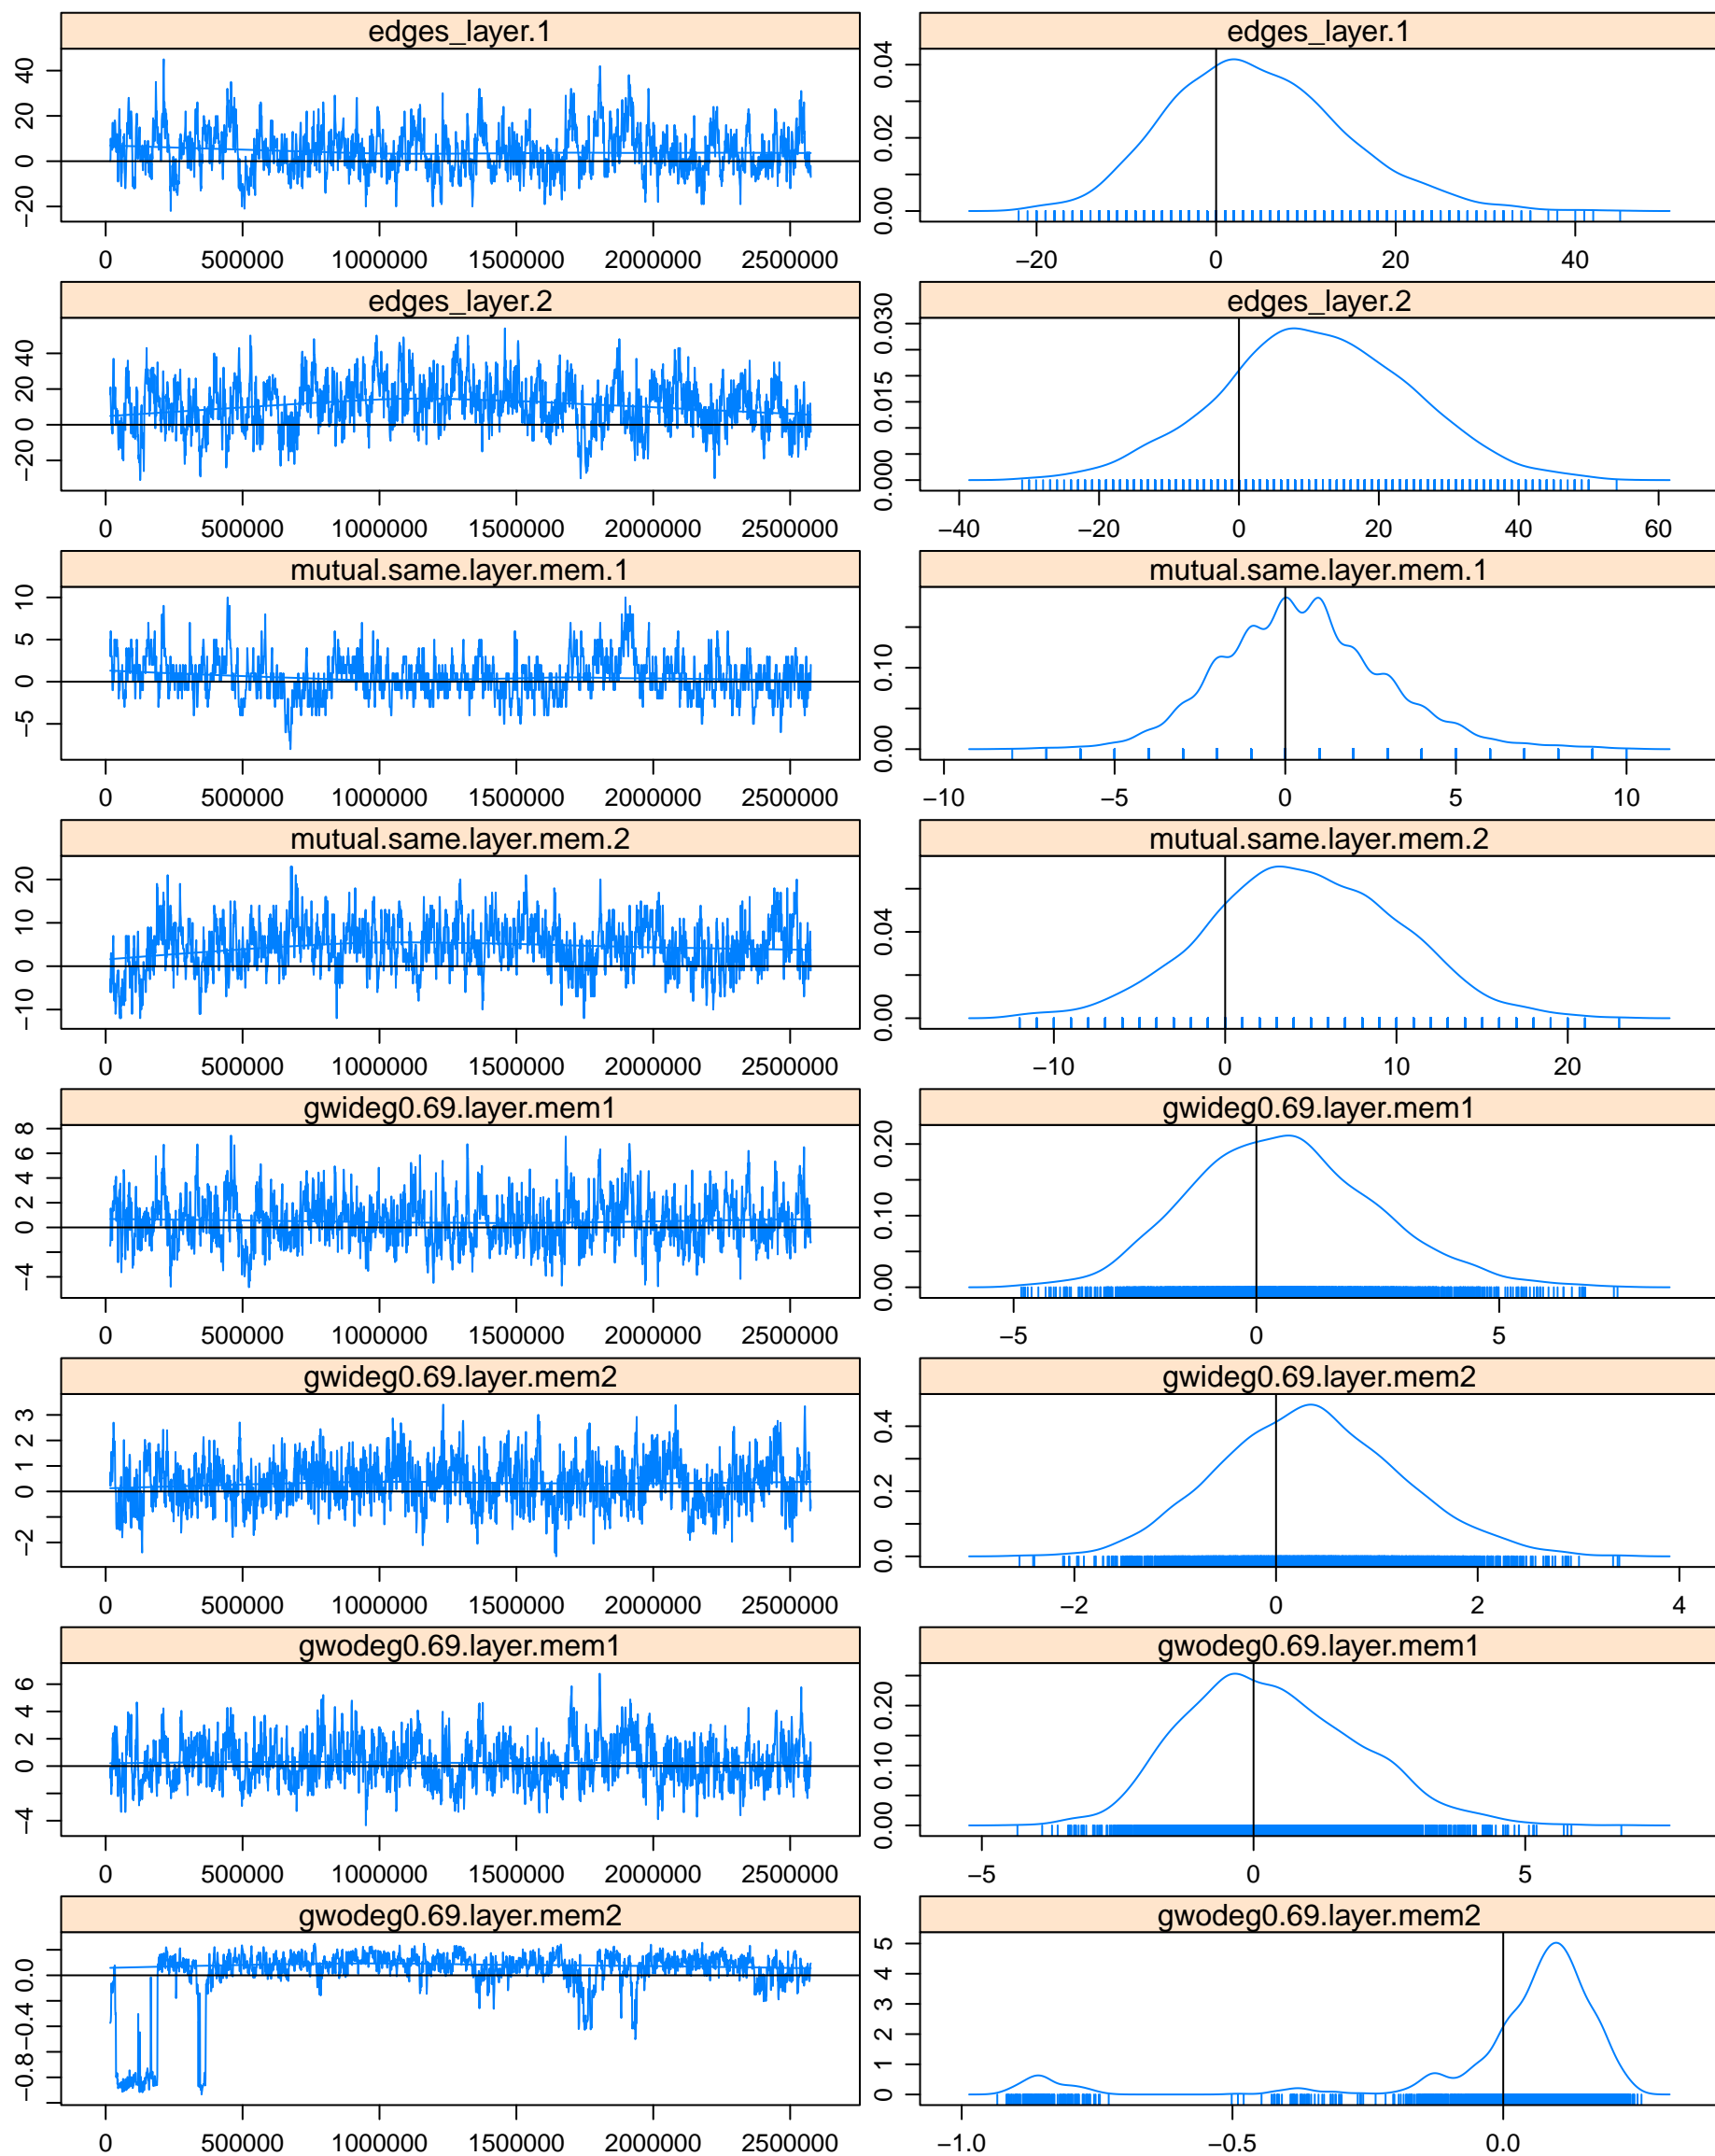 edges_layer.1 edges_layer.1
−20 0 20 40 0.00 0.02 0.04
0 500000 1000000 1500000 2000000 2500000 −20 0 20 40
edges_layer.2 edges_layer.2
−20 0 20 40 0.000 0.015 0.030
0 500000 1000000 1500000 2000000 2500000 −40 −20 0 20 40 60
mutual.same.layer.mem.1 mutual.same.layer.mem.1
−5 0 5 10 0.00 0.10
0 500000 1000000 1500000 2000000 2500000 −10 −5 0 5 10
mutual.same.layer.mem.2 mutual.same.layer.mem.2
−10 0 10 20 0.00 0.04
0 500000 1000000 1500000 2000000 2500000 −10 0 10 20
gwideg0.69.layer.mem1 gwideg0.69.layer.mem1
−4 0 2 4 6 8 0.00 0.10 0.20
0 500000 1000000 1500000 2000000 2500000 −5 0 5
gwideg0.69.layer.mem2 gwideg0.69.layer.mem2
−2 0 1 2 3 0.0 0.2 0.4
0 500000 1000000 1500000 2000000 2500000 −2 0 2 4
gwodeg0.69.layer.mem1 gwodeg0.69.layer.mem1
−4 0 2 4 6 0.00 0.10 0.20
0 500000 1000000 1500000 2000000 2500000 −5 0 5
gwodeg0.69.layer.mem2 gwodeg0.69.layer.mem2
−0.8 −0.4 0.0 0 1 2 3 4 5
0 500000 1000000 1500000 2000000 2500000 −1.0 −0.5 0.0